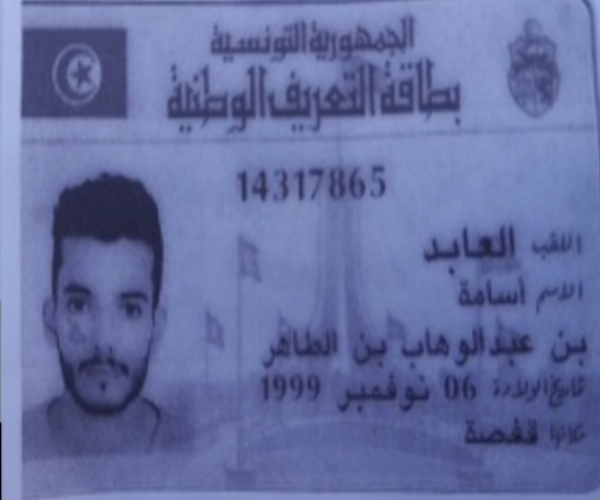 الجمهورية التونسية
بطاقة التعريف الوطنية
14317865
اللقب العابد
الاسم أسامة
بن عبدالوهاب بن الطاهر
تاريخ الولادة 06 نوفمبر 1999
مكانها قفصة